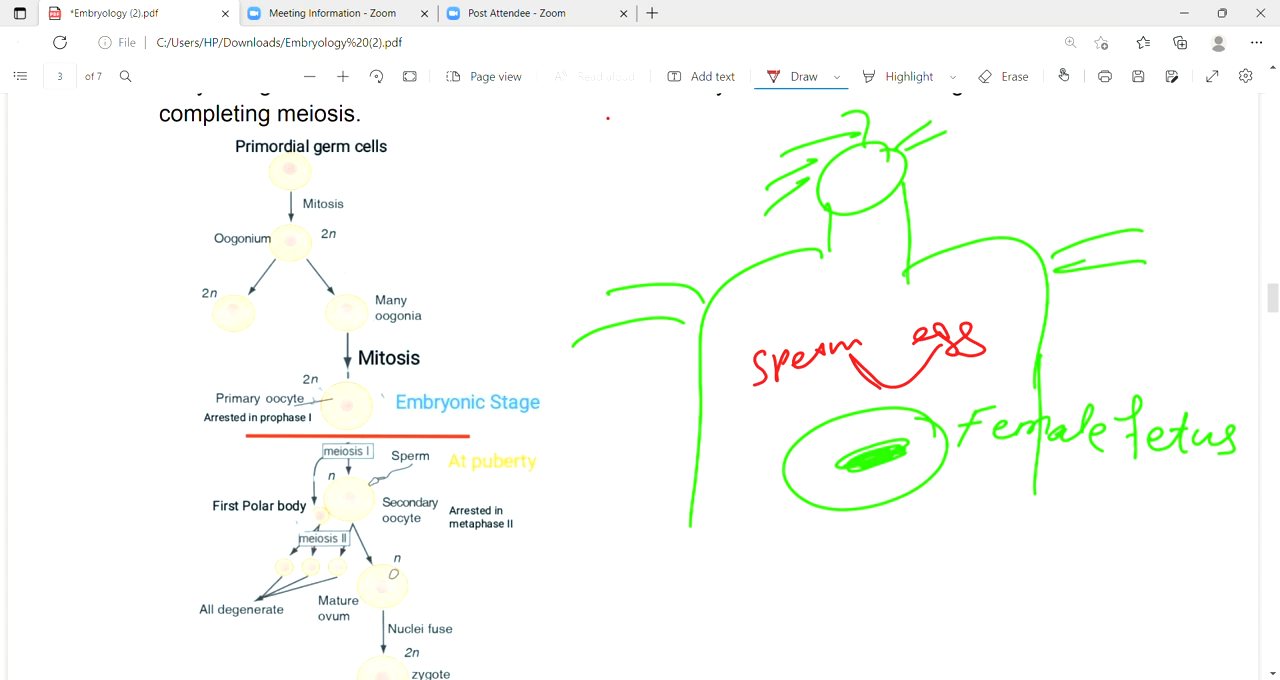 *Embryology (2).pdf
Meeting Information - Zoom
Post Attendee - Zoom
File
C:/Users/HP/Downloads/Embryology%20(2).pdf
3 of 7
Page view
Read aloud
Add text
Draw
Highlight
Erase
completing meiosis.
Primordial germ cells
Mitosis
Oogonium
2n
2n
Many
oogonia
Mitosis
2n
Primary oocyte
Arrested in prophase I
Embryonic Stage
meiosis I
Sperm
At puberty
n
First Polar body
Secondary
oocyte
Arrested in
metaphase II
meiosis II
n
All degenerate
Mature
ovum
Nuclei fuse
2n
zygote
sperm
egg
Female fetus